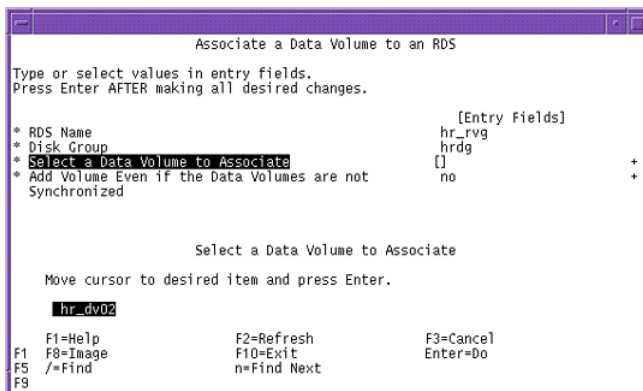 Associate a Data Volume to an RDS
Type or select values in entry fields.
Press Enter AFTER making all desired changes.
[Entry Fields]
* RDS Name hr_rvg
* Disk Group hrdg
* Select a Data Volume to Associate [] +
* Add Volume Even if the Data Volumes are not no +
Synchronized
Select a Data Volume to Associate
Move cursor to desired item and press Enter.
hr_dv02
F1=Help F2=Refresh F3=Cancel
F1 F8=Image F10=Exit Enter=Do
F5 /=Find n=Find Next
F9